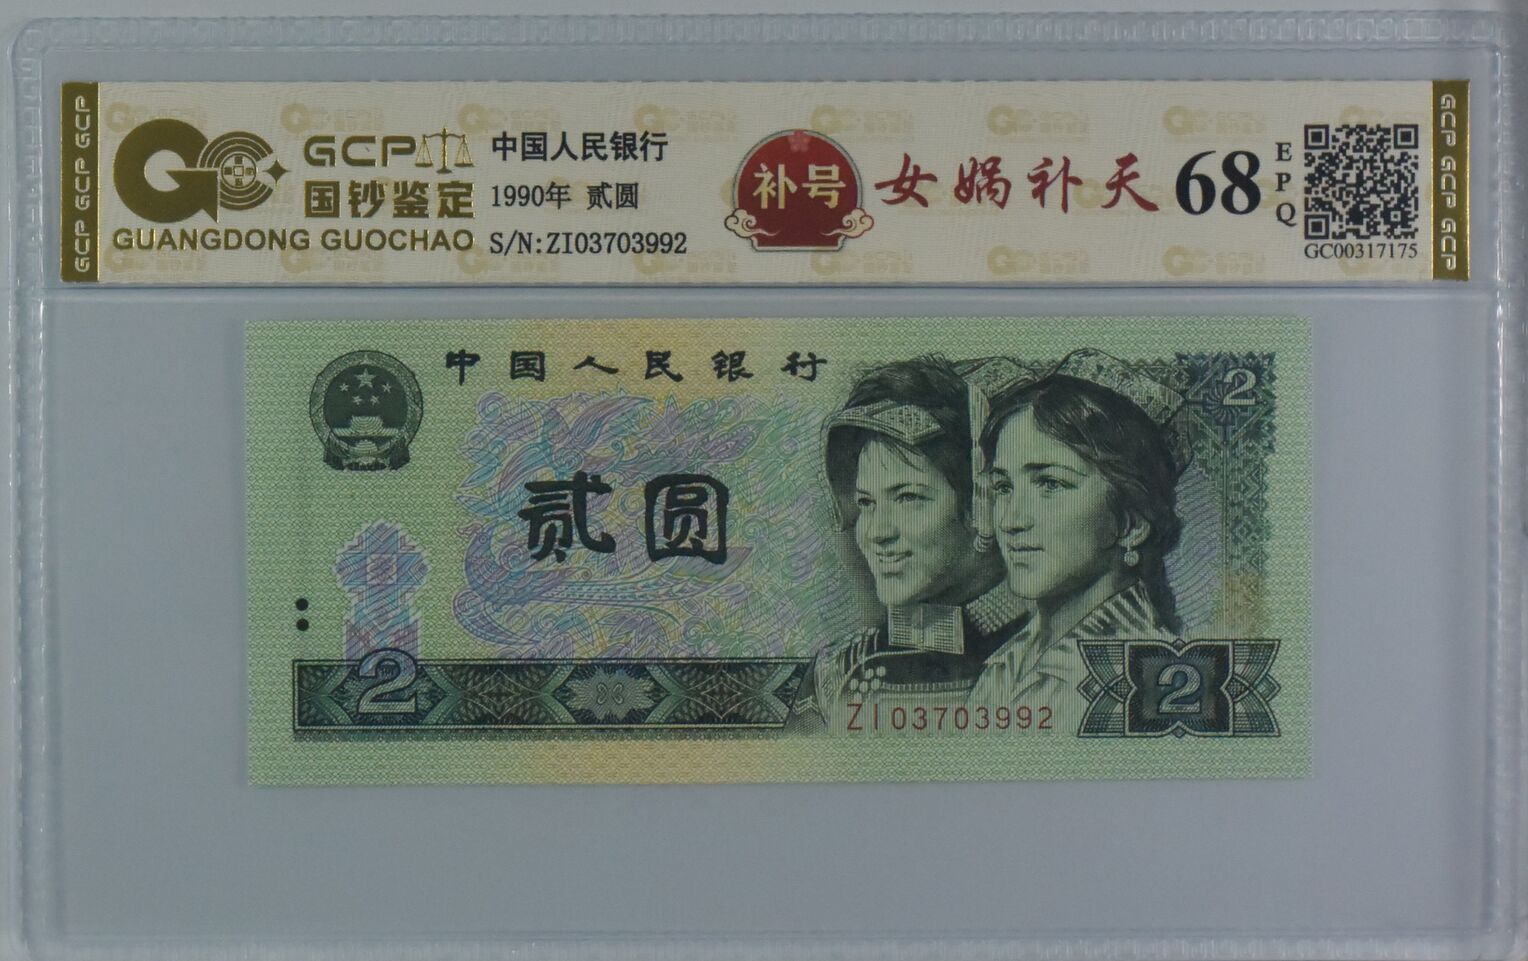 GCP GCP GCP
GCP
国钞鉴定
GUANGDONG GUOCHAO
中国人民银行
1990年 贰圆
S/N:ZI03703992
补号
女娲补天
68
EPQ
GC00317175
GCP GCP GCP
中国人民银行
2
贰圆
2
2
ZI03703992